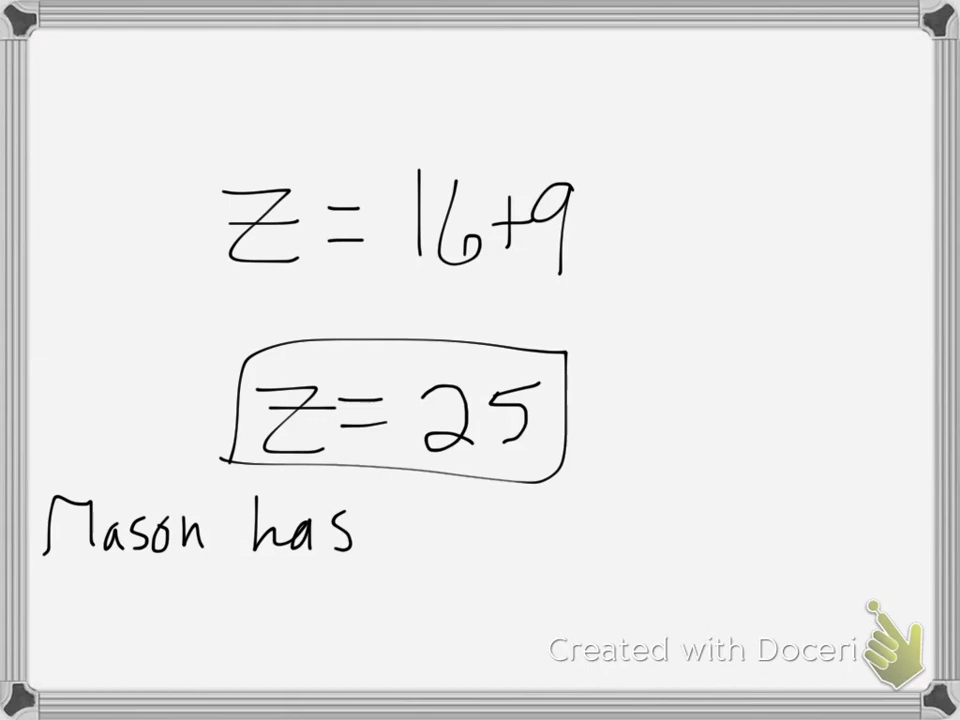 z = 16+9
z = 25
Mason has
Created with Doceri